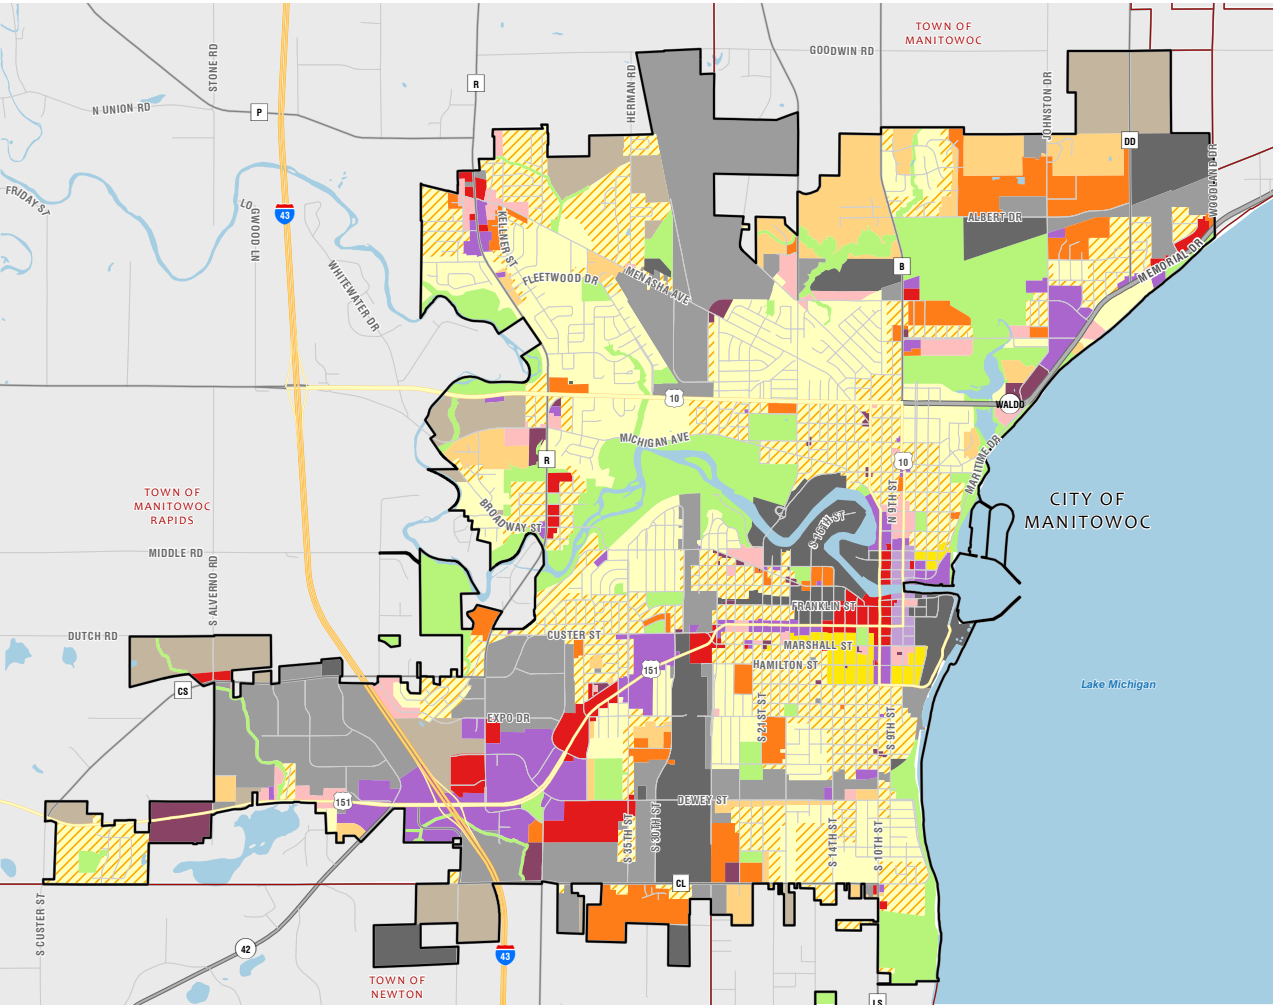 TOWN OF
MANITOWOC
GOODWIN RD
STONE RD
HERMAN RD
JOHNSTON DR
R
N UNION RD
P
DD
WOODLAND DR
FRIDAY ST
LO
GWOOD LN
43
KELLNER ST
ALBERT DR
WHITEWATER DR
FLEETWOOD DR
MENASHA AVE
B
MEMORIAL DR
10
WALDD
MICHIGAN AVE
R
10
MARITIME DR
TOWN OF
MANITOWOC
RAPIDS
BROADWAY ST
N 9TH ST
S 16TH ST
CITY OF
MANITOWOC
MIDDLE RD
S ALVERNO RD
FRANKLIN ST
DUTCH RD
CUSTER ST
MARSHALL ST
HAMILTON ST
151
CS
Lake Michigan
EXPO DR
S 21ST ST
S 9TH ST
151
DEWEY ST
S 35TH ST
S 30TH ST
S 14TH ST
S 10TH ST
CL
S CUSTER ST
42
43
TOWN OF
NEWTON
LS